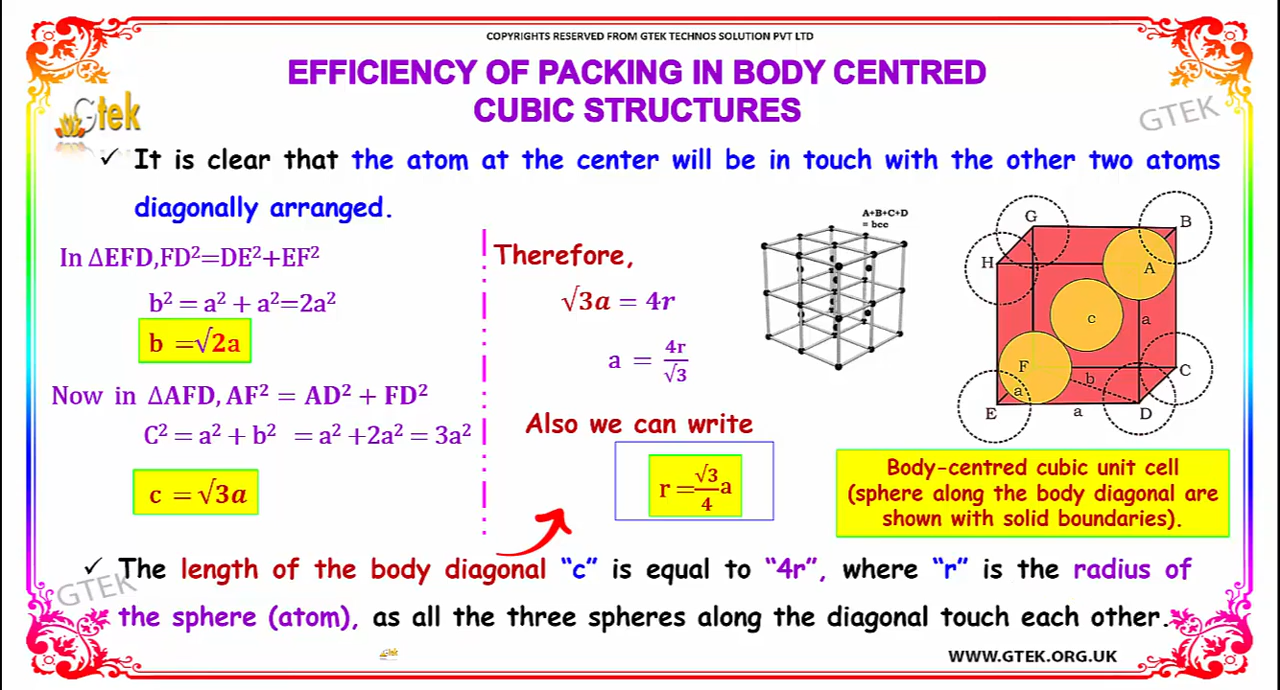 COPYRIGHTS RESERVED FROM GTEK TECHNOS SOLUTION PVT LTD
EFFICIENCY OF PACKING IN BODY CENTRED
CUBIC STRUCTURES
Gtek
GTEK
✓ It is clear that the atom at the center will be in touch with the other two atoms
diagonally arranged.
In ∆EFD,FD²=DE²+EF²
b² = a² + a²=2a²
b =√2a
Now in ∆AFD, AF² = AD² + FD²
C² = a² + b² = a² +2a² = 3a²
c = √3a
Therefore,
√3a = 4r
a = 4r/√3
Also we can write
r = √3/4 a
A+B+C+D
= bcc
G
B
H
A
c
a
F
b
C
a
E
a
D
Body-centred cubic unit cell
(sphere along the body diagonal are
shown with solid boundaries).
✓ The length of the body diagonal “c” is equal to “4r”, where “r” is the radius of
the sphere (atom), as all the three spheres along the diagonal touch each other.
GTEK
WWW.GTEK.ORG.UK